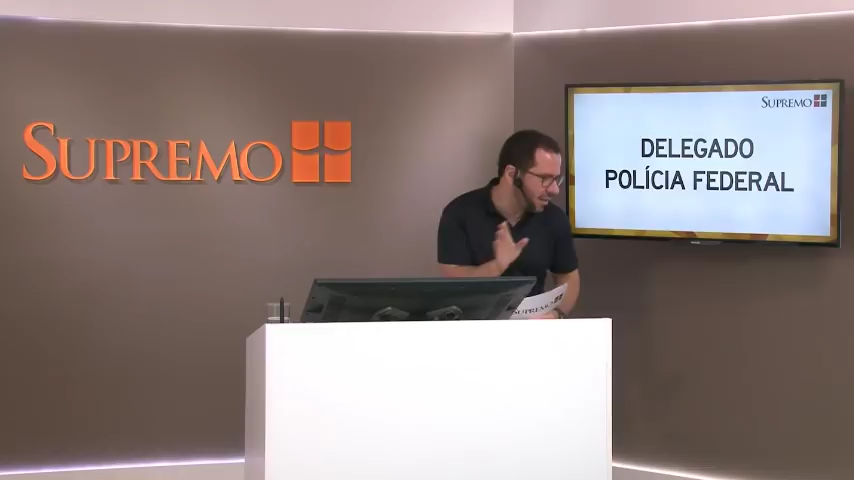 SUPREMO
SUPREMO
DELEGADO
POLÍCIA FEDERAL
SUPREMO